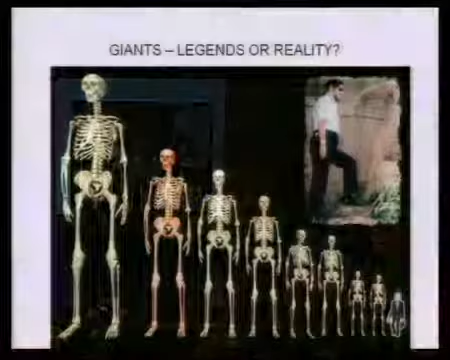 GIANTS – LEGENDS OR REALITY?